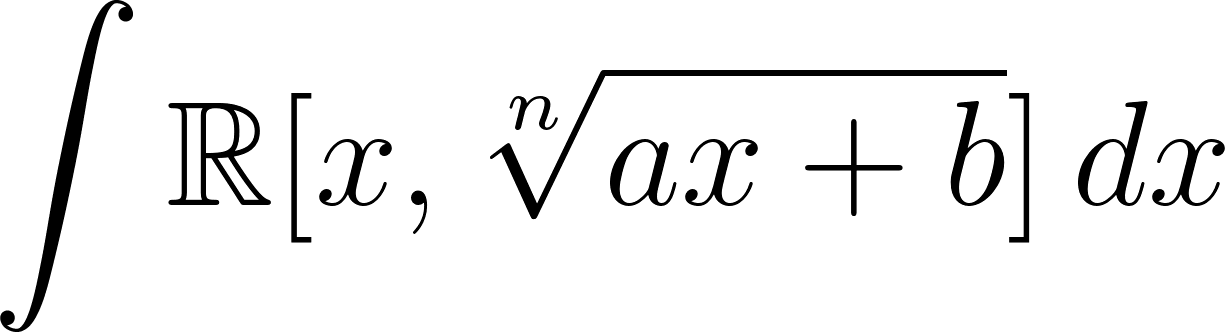 ∫ ℝ[x, ⁿ√(ax + b)] dx